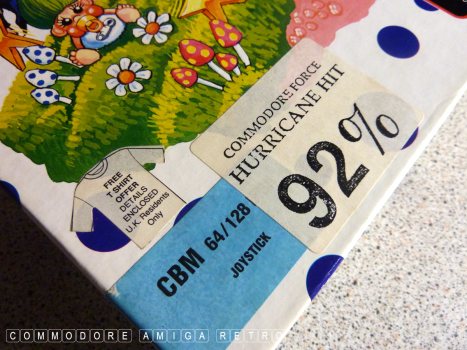 COMMODORE FORCE
HURRICANE HIT
92%
FREE
T SHIRT
OFFER
DETAILS
ENCLOSED
U.K. Residents
Only
CBM 64/128
JOYSTICK
COMMODORE AMIGA RETRO